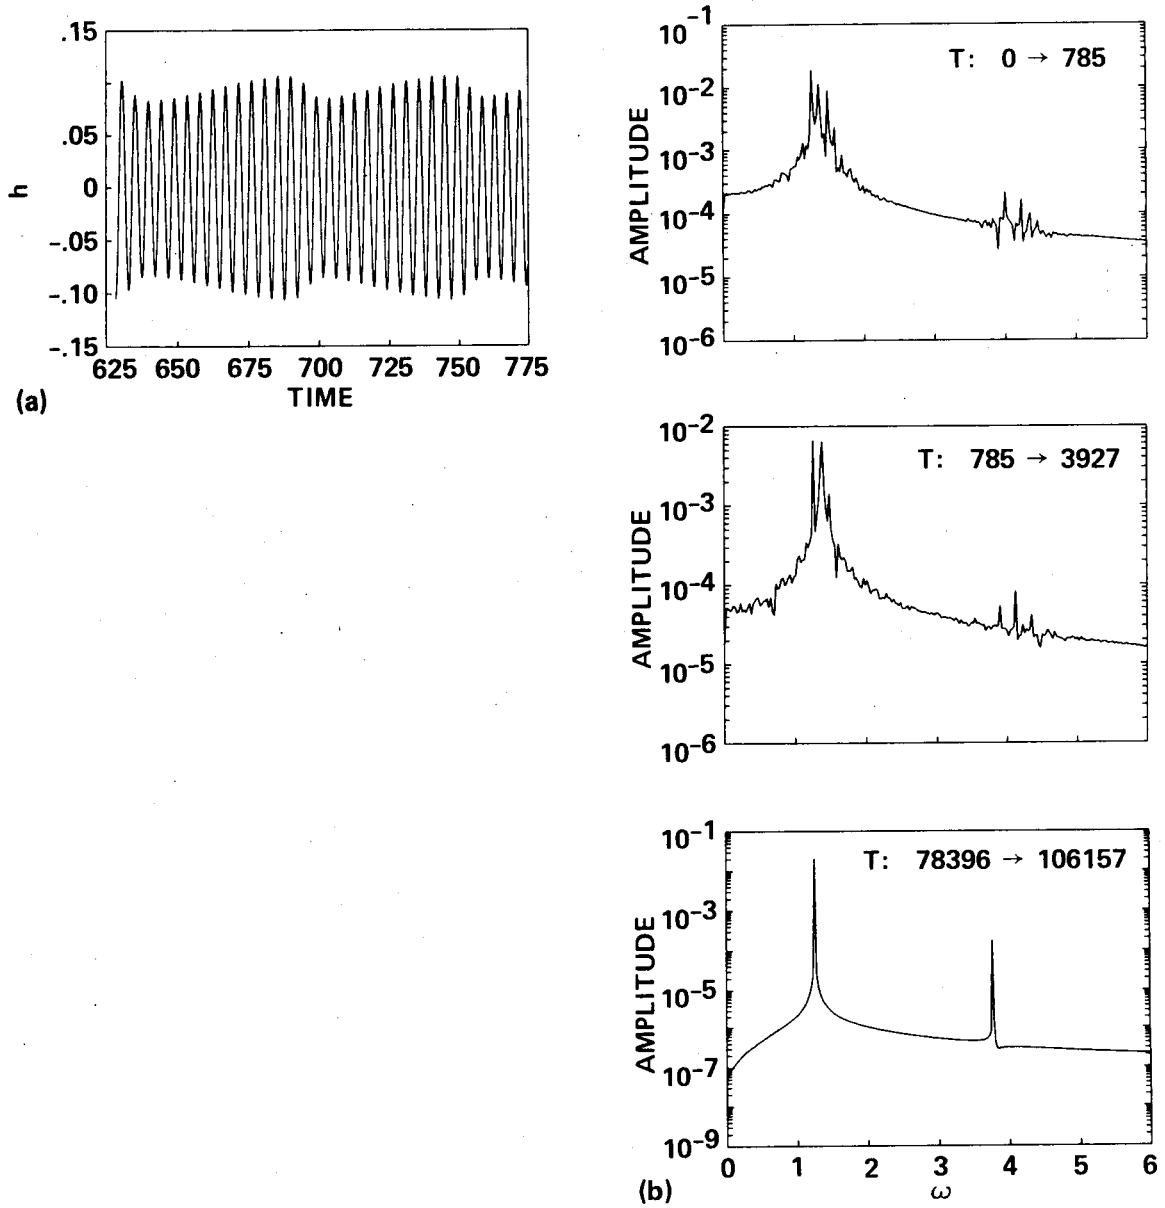 .15
.05
0
-.05
-.10
-.15
h
625 650 675 700 725 750 775
TIME
(a)
10⁻¹
10⁻²
10⁻³
10⁻⁴
10⁻⁵
10⁻⁶
AMPLITUDE
T: 0 → 785
10⁻²
10⁻³
10⁻⁴
10⁻⁵
10⁻⁶
AMPLITUDE
T: 785 → 3927
10⁻¹
10⁻³
10⁻⁵
10⁻⁷
10⁻⁹
AMPLITUDE
T: 78396 → 106157
0 1 2 3 4 5 6
ω
(b)